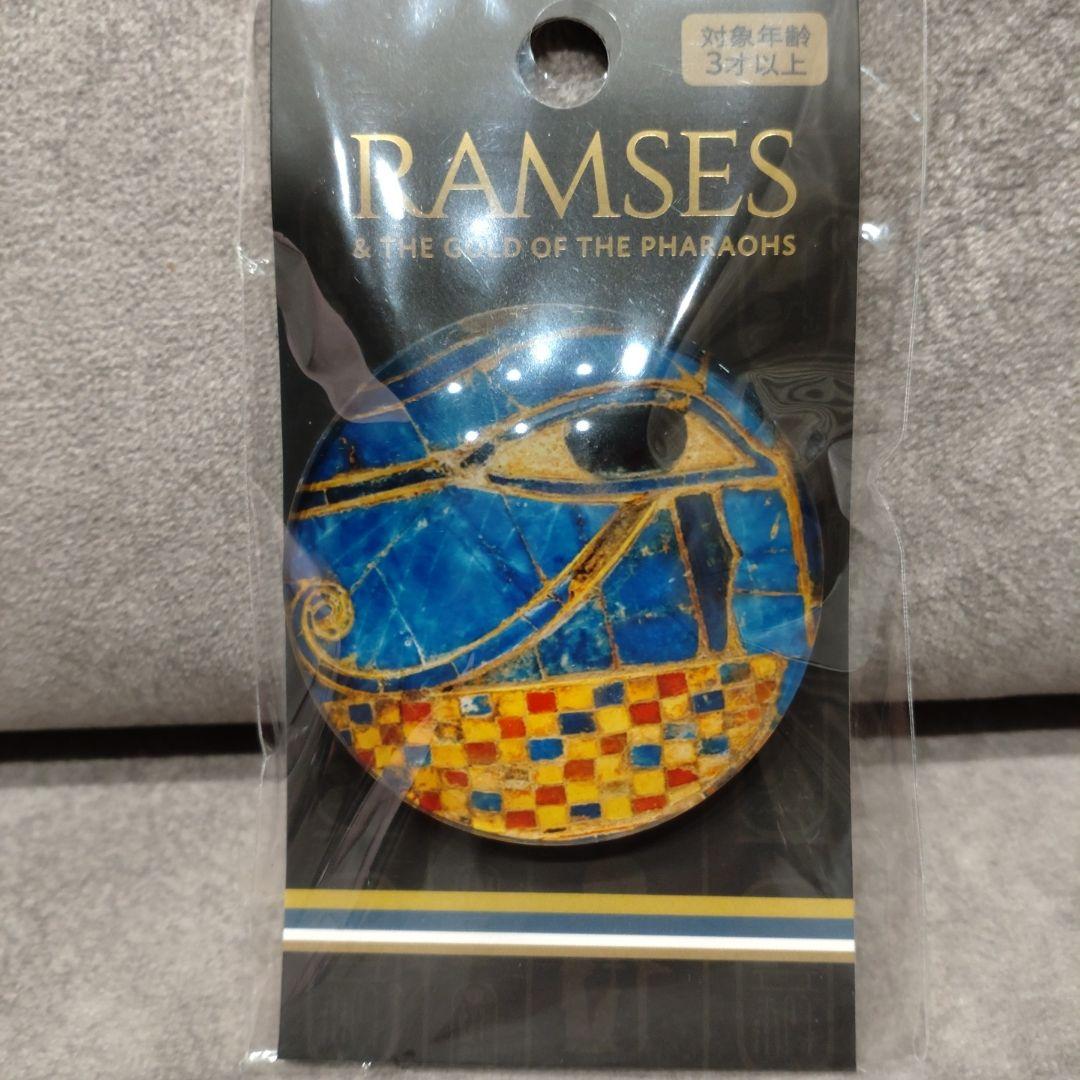 対象年齢
3才以上
RAMSES
& THE GOLD OF THE PHARAOHS